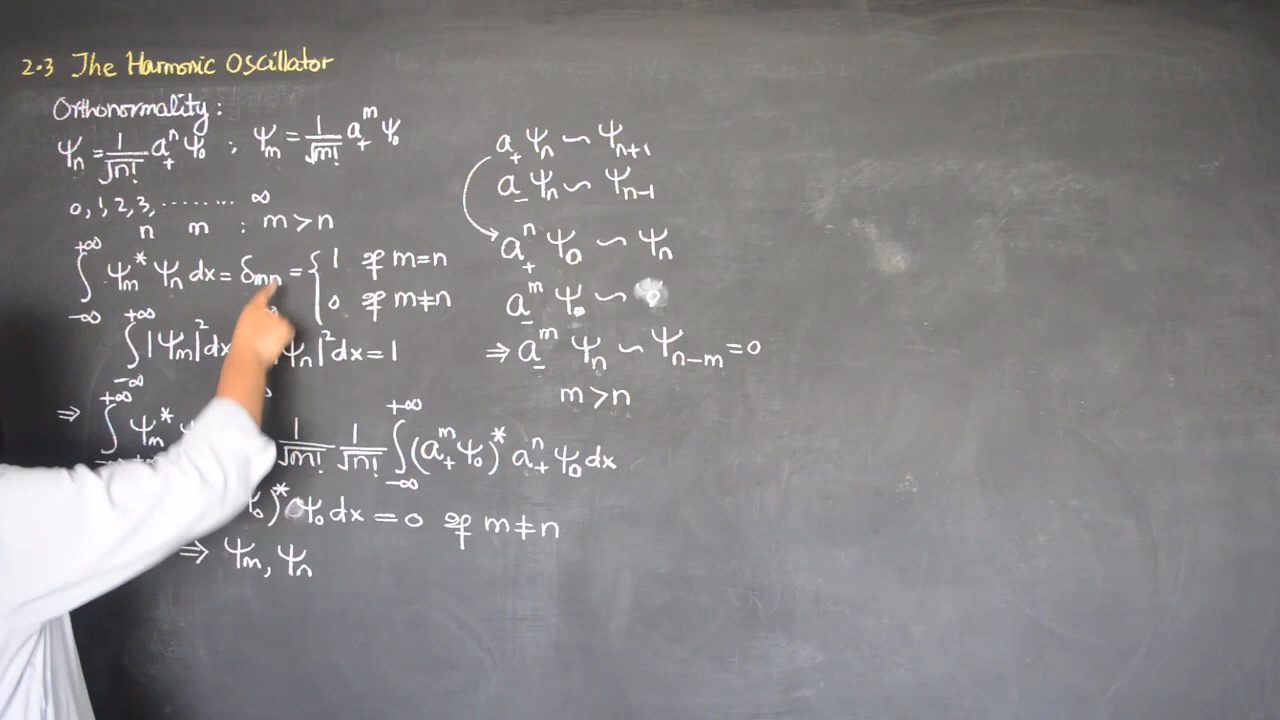 2.3 The Harmonic Oscillator
Orthonormality:
ψₙ = 1/√n! a₊ⁿ ψ₀ ; ψₘ = 1/√m! a₊ᵐ ψ₀
0, 1, 2, 3, ........ ∞
n m : m > n
∫₋∞⁺∞ ψₘ* ψₙ dx = δₘₙ = { 1 if m = n
0 if m ≠ n
∫₋∞⁺∞ |ψₘ|² dx ψₙ|² dx = 1
⇒ ∫₋∞⁺∞ ψₘ* 1/√m! 1/√n! ∫₋∞⁺∞ (a₊ᵐ ψ₀)* a₊ⁿ ψ₀ dx
ψ₀)* 0 ψ₀ dx = 0 if m ≠ n
⇒ ψₘ, ψₙ
a₊ ψₙ ∼ ψₙ₊₁
a₋ ψₙ ∼ ψₙ₋₁
a₊ⁿ ψ₀ ∼ ψₙ
a₋ᵐ ψ₀ ∼ 0
⇒ a₋ᵐ ψₙ ∼ ψₙ₋ₘ = 0
m > n